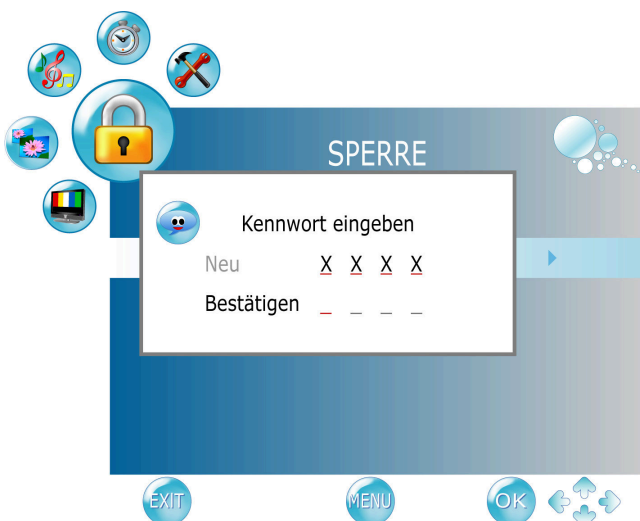 SPERRE
Kennwort eingeben
Neu X X X X
Bestätigen _ _ _ _
EXIT MENU OK